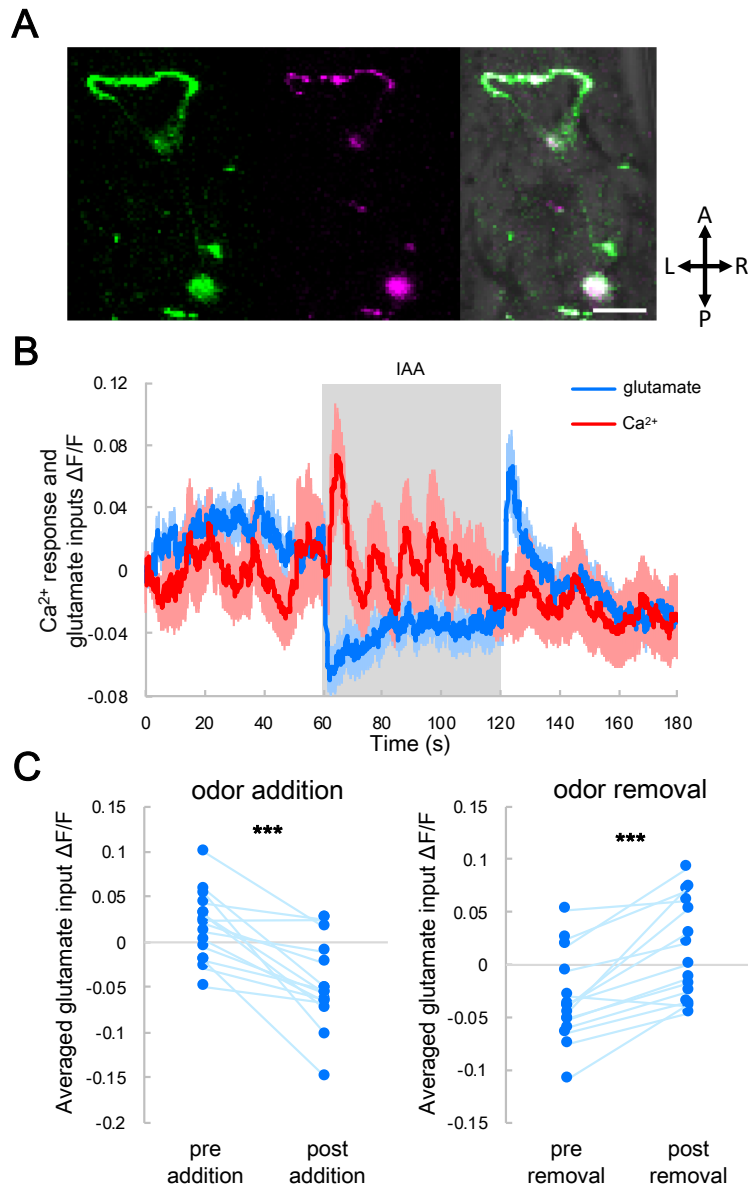 A
A
L R
P
B
IAA
glutamate
Ca²⁺
Ca²⁺ response and
glutamate inputs ΔF/F
0.12
0.08
0.04
0
-0.04
-0.08
0 20 40 60 80 100 120 140 160 180
Time (s)
C
odor addition
***
Averaged glutamate input ΔF/F
0.15
0.1
0.05
0
-0.05
-0.1
-0.15
-0.2
pre
addition
post
addition
odor removal
***
Averaged glutamate input ΔF/F
0.15
0.1
0.05
0
-0.05
-0.1
-0.15
pre
removal
post
removal